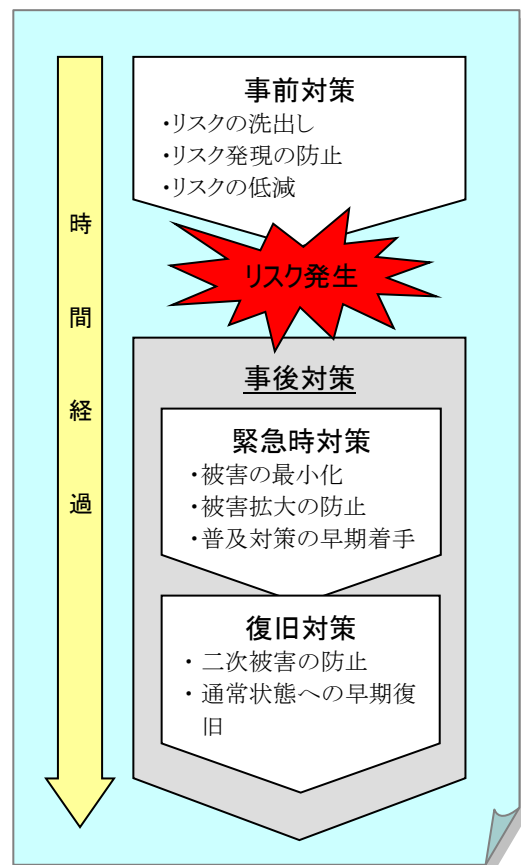 事前対策
・リスクの洗出し
・リスク発現の防止
・リスクの低減
リスク発生
事後対策
緊急時対策
・被害の最小化
・被害拡大の防止
・普及対策の早期着手
復旧対策
・ 二次被害の防止
・ 通常状態への早期復
旧
時
間
経
過